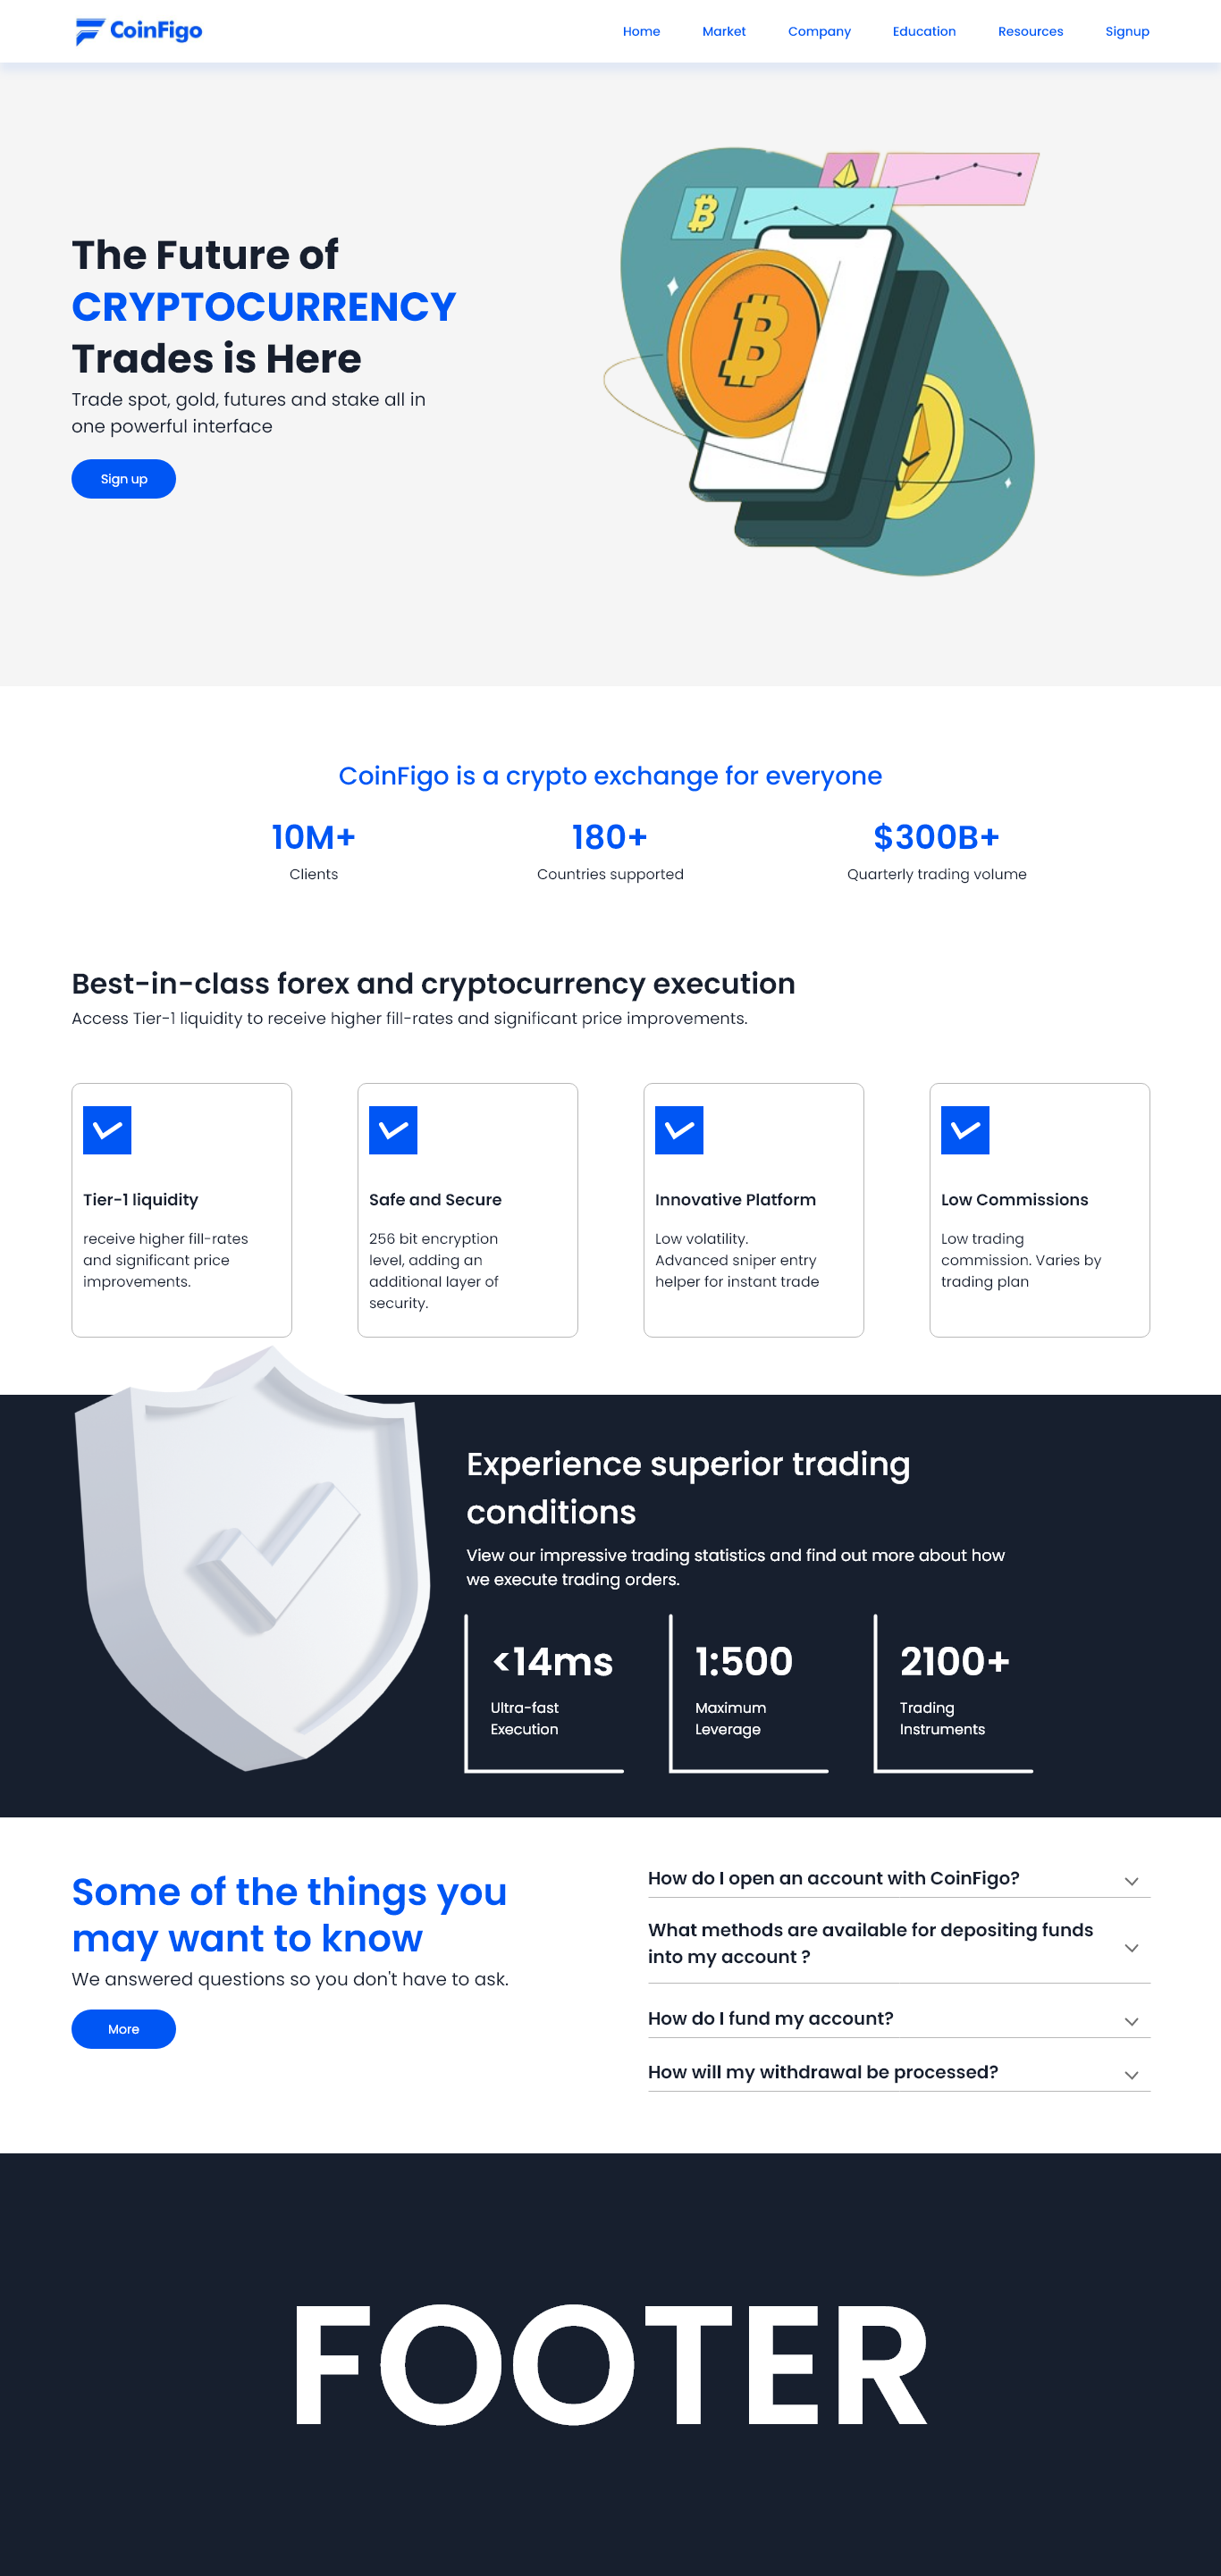 CoinFigo
Home
Market
Company
Education
Resources
Signup
The Future of
CRYPTOCURRENCY
Trades is Here
Trade spot, gold, futures and stake all in
one powerful interface
Sign up
CoinFigo is a crypto exchange for everyone
10M+
Clients
180+
Countries supported
$300B+
Quarterly trading volume
Best-in-class forex and cryptocurrency execution
Access Tier-1 liquidity to receive higher fill-rates and significant price improvements.
Tier-1 liquidity
receive higher fill-rates
and significant price
improvements.
Safe and Secure
256 bit encryption
level, adding an
additional layer of
security.
Innovative Platform
Low volatility.
Advanced sniper entry
helper for instant trade
Low Commissions
Low trading
commission. Varies by
trading plan
Experience superior trading
conditions
View our impressive trading statistics and find out more about how
we execute trading orders.
<14ms
Ultra-fast
Execution
1:500
Maximum
Leverage
2100+
Trading
Instruments
Some of the things you
may want to know
We answered questions so you don't have to ask.
More
How do I open an account with CoinFigo?
What methods are available for depositing funds
into my account ?
How do I fund my account?
How will my withdrawal be processed?
FOOTER